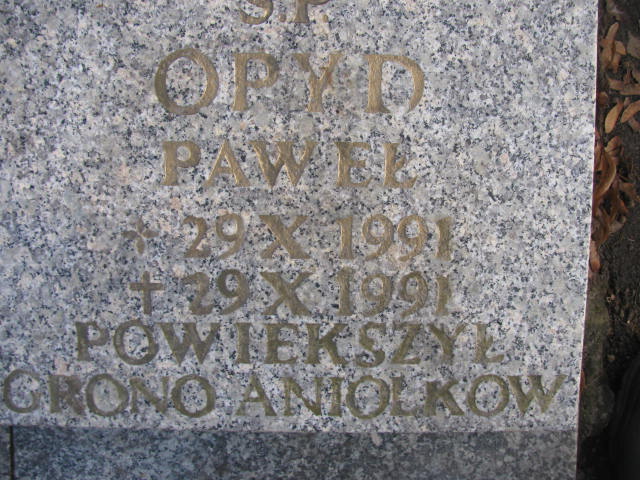 Ś.P.
OPYD
PAWEŁ
* 29 X 1991
+ 29 X 1991
POWIEKSZYŁ
GRONO ANIOŁKOW